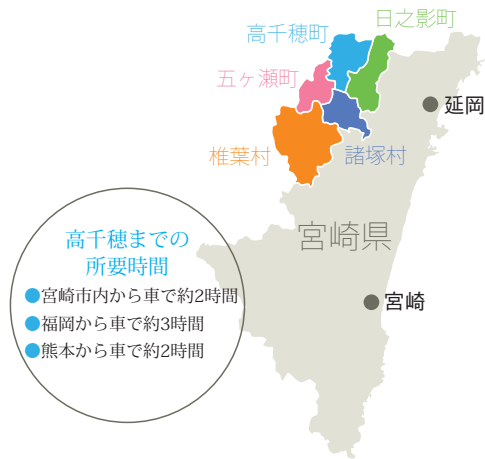 日之影町
高千穂町
五ヶ瀬町
延岡
椎葉村
諸塚村
宮崎県
高千穂までの
所要時間
●宮崎市内から車で約2時間
●福岡から車で約3時間
●熊本から車で約2時間
宮崎